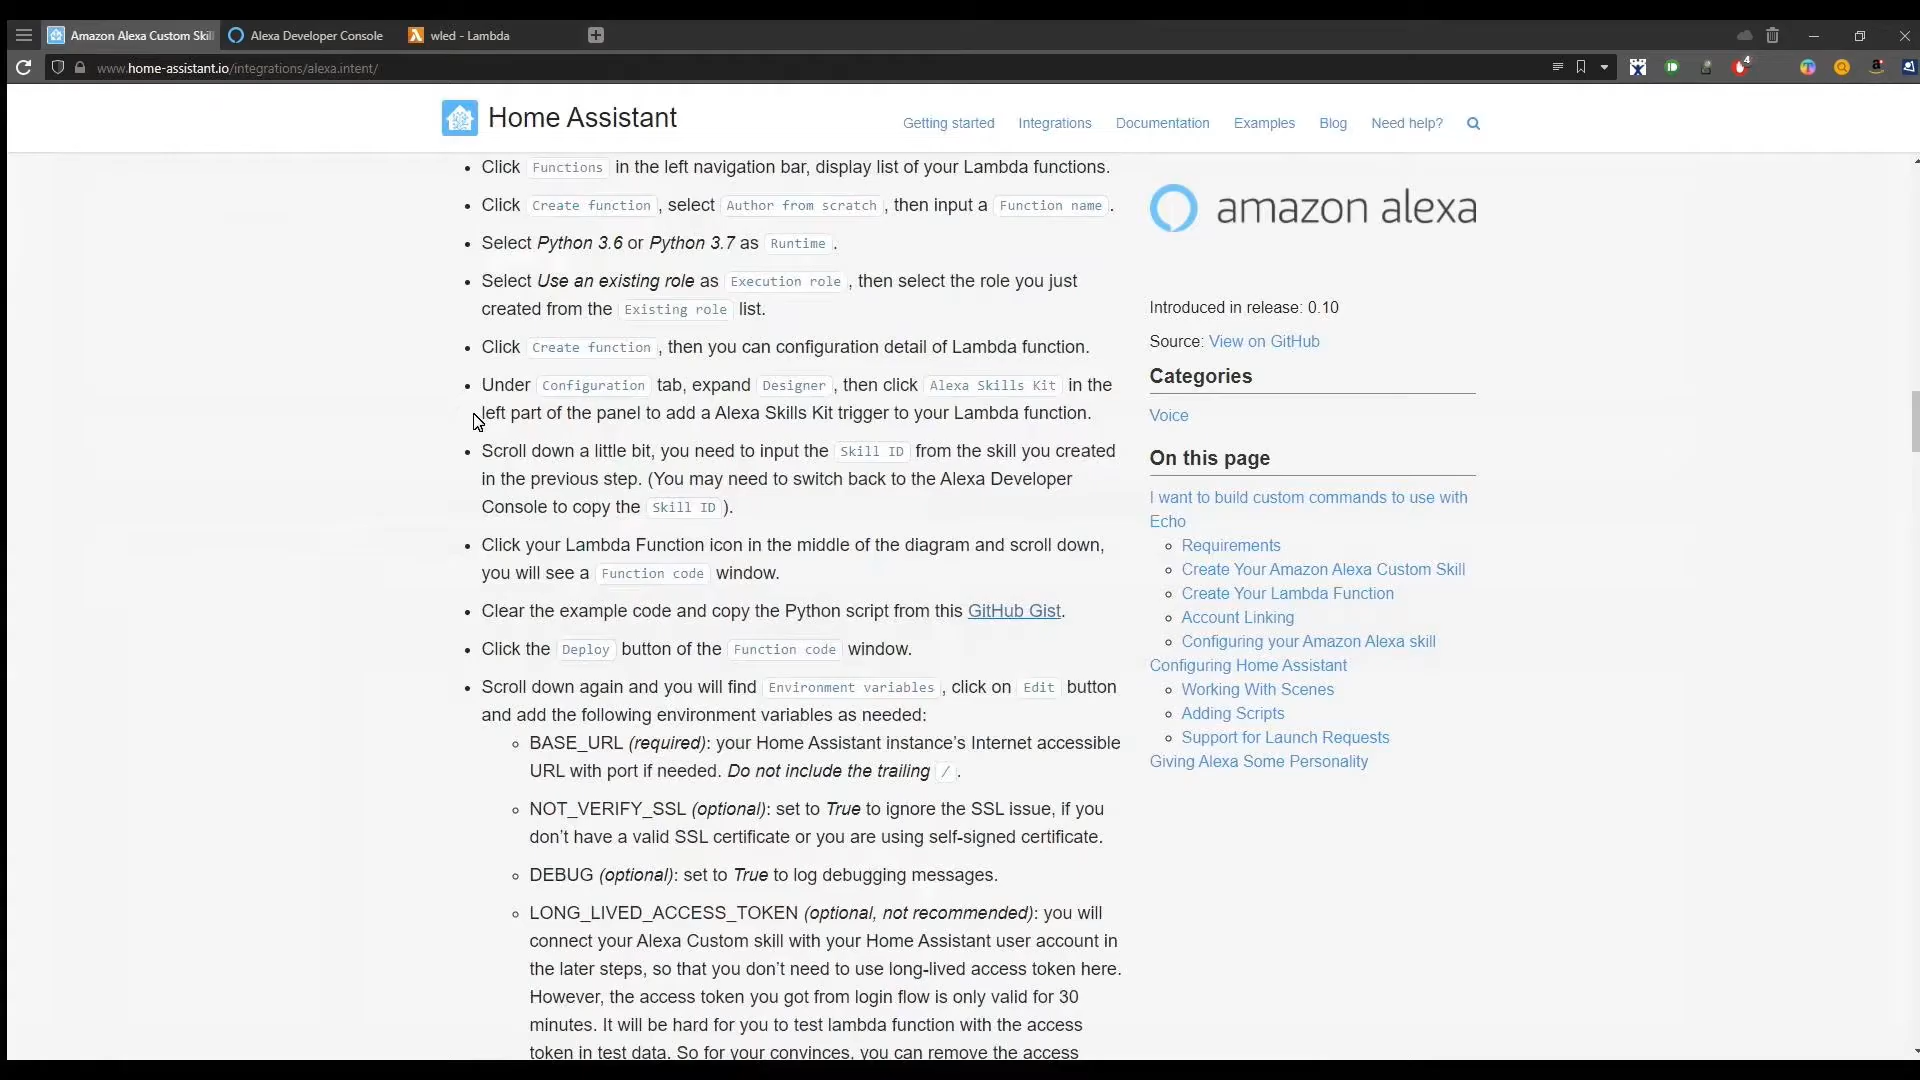 Amazon Alexa Custom Skil
Alexa Developer Console
wled - Lambda
www.home-assistant.io/integrations/alexa.intent/
4
Home Assistant
Getting started
Integrations
Documentation
Examples
Blog
Need help?
Click Functions in the left navigation bar, display list of your Lambda functions.
Click Create function, select Author from scratch, then input a Function name.
Select Python 3.6 or Python 3.7 as Runtime.
Select Use an existing role as Execution role, then select the role you just
created from the Existing role list.
Click Create function, then you can configuration detail of Lambda function.
Under Configuration tab, expand Designer, then click Alexa Skills Kit in the
left part of the panel to add a Alexa Skills Kit trigger to your Lambda function.
Scroll down a little bit, you need to input the Skill ID from the skill you created
in the previous step. (You may need to switch back to the Alexa Developer
Console to copy the Skill ID).
Click your Lambda Function icon in the middle of the diagram and scroll down,
you will see a Function code window.
Clear the example code and copy the Python script from this GitHub Gist.
Click the Deploy button of the Function code window.
Scroll down again and you will find Environment variables, click on Edit button
and add the following environment variables as needed:
BASE_URL (required): your Home Assistant instance’s Internet accessible
URL with port if needed. Do not include the trailing /.
NOT_VERIFY_SSL (optional): set to True to ignore the SSL issue, if you
don’t have a valid SSL certificate or you are using self-signed certificate.
DEBUG (optional): set to True to log debugging messages.
LONG_LIVED_ACCESS_TOKEN (optional, not recommended): you will
connect your Alexa Custom skill with your Home Assistant user account in
the later steps, so that you don’t need to use long-lived access token here.
However, the access token you got from login flow is only valid for 30
minutes. It will be hard for you to test lambda function with the access
token in test data. So for your convinces, you can remove the access
amazon alexa
Introduced in release: 0.10
Source: View on GitHub
Categories
Voice
On this page
I want to build custom commands to use with
Echo
Requirements
Create Your Amazon Alexa Custom Skill
Create Your Lambda Function
Account Linking
Configuring your Amazon Alexa skill
Configuring Home Assistant
Working With Scenes
Adding Scripts
Support for Launch Requests
Giving Alexa Some Personality